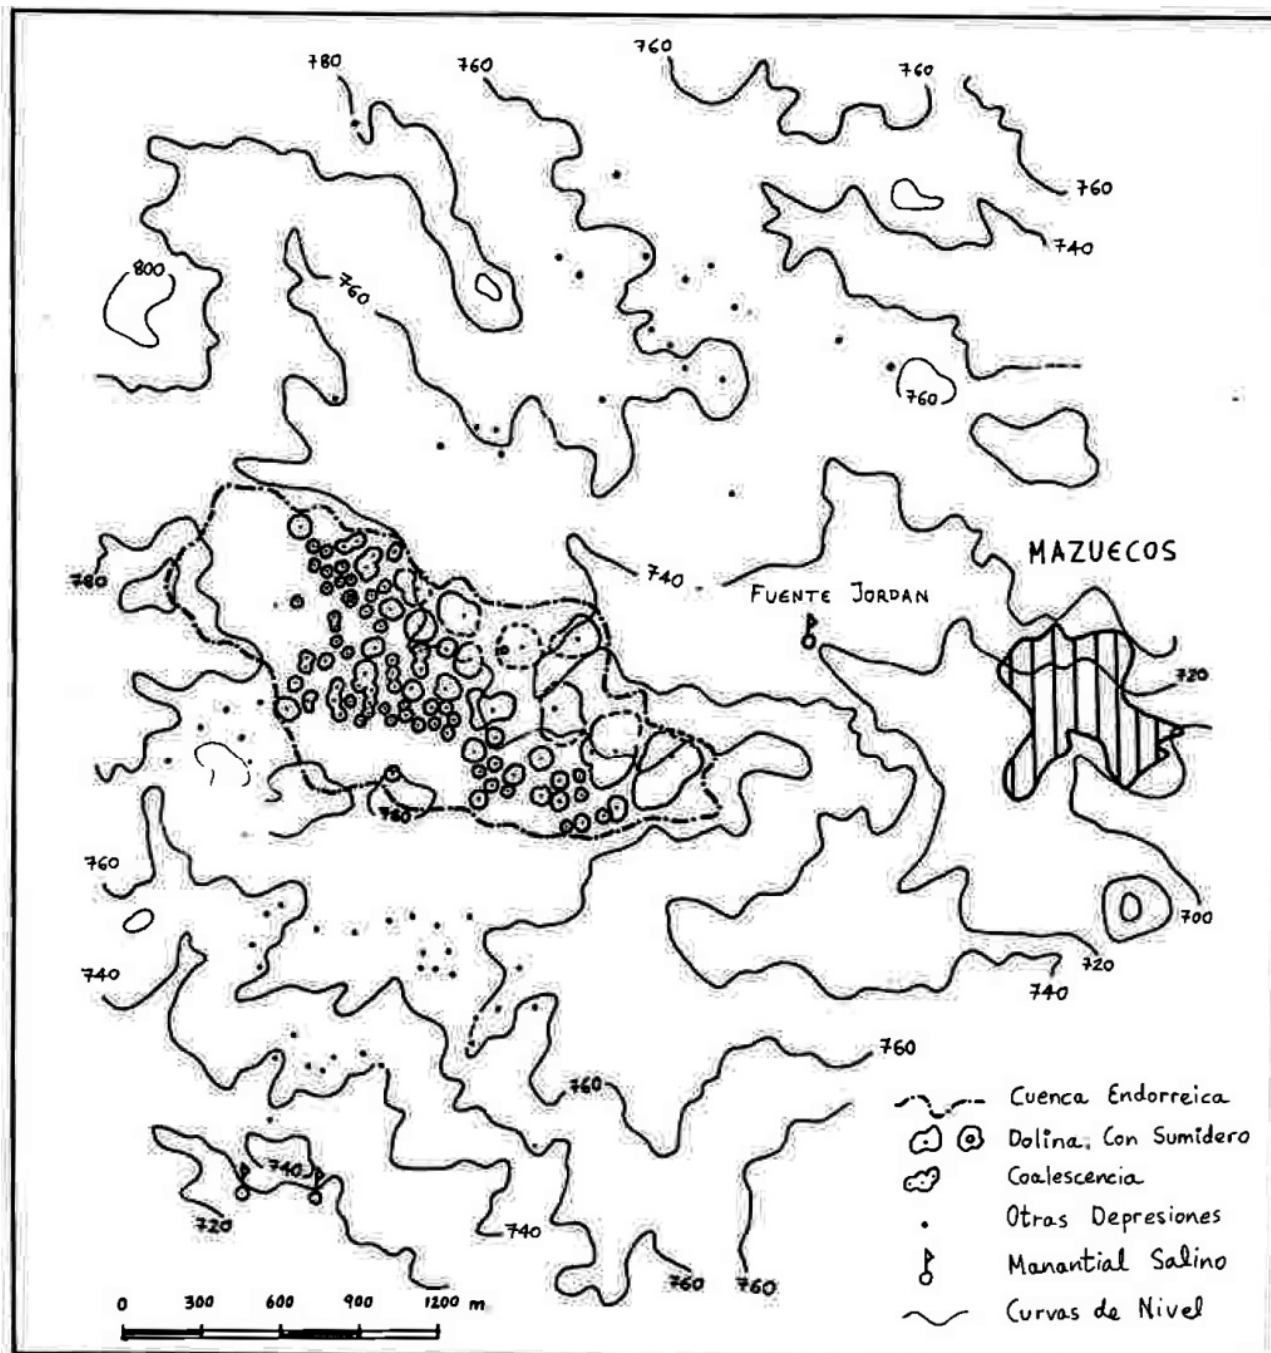 780
760
760
760
760
740
800
760
760
MAZUECOS
740
780
FUENTE JORDAN
720
760
760
700
740
720
740
760
760
740
720
740
760
760
Cuenca Endorreica
Dolina, Con Sumidero
Coalescencia
Otras Depresiones
Manantial Salino
Curvas de Nivel
0 300 600 900 1200 m